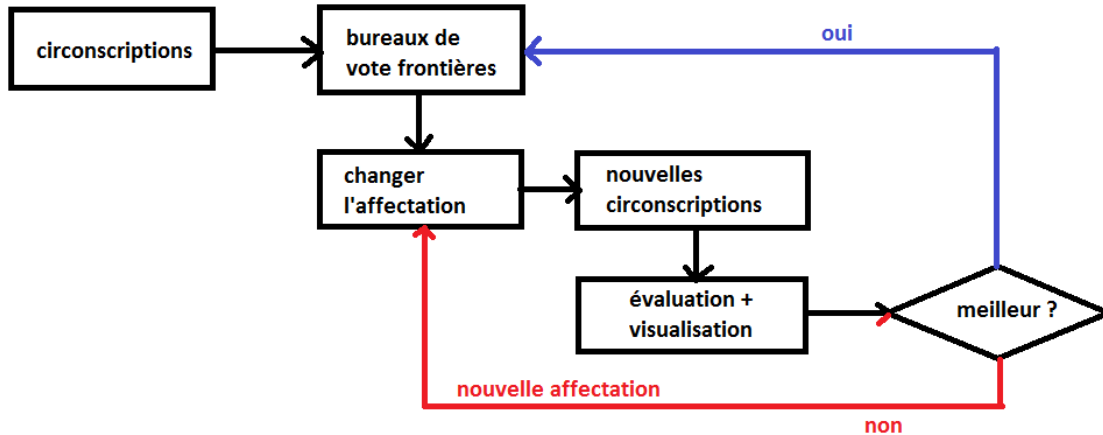 circonscriptions
bureaux de
vote frontières
oui
changer
l'affectation
nouvelles
circonscriptions
évaluation +
visualisation
meilleur ?
nouvelle affectation
non